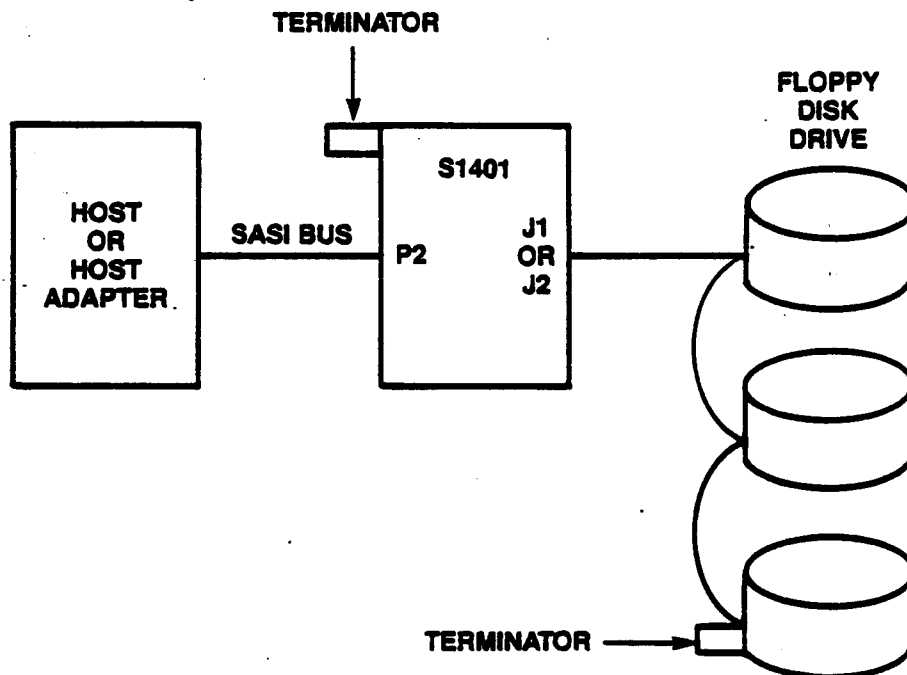 TERMINATOR
FLOPPY
DISK
DRIVE
S1401
HOST
OR
HOST
ADAPTER
SASI BUS
P2
J1
OR
J2
TERMINATOR